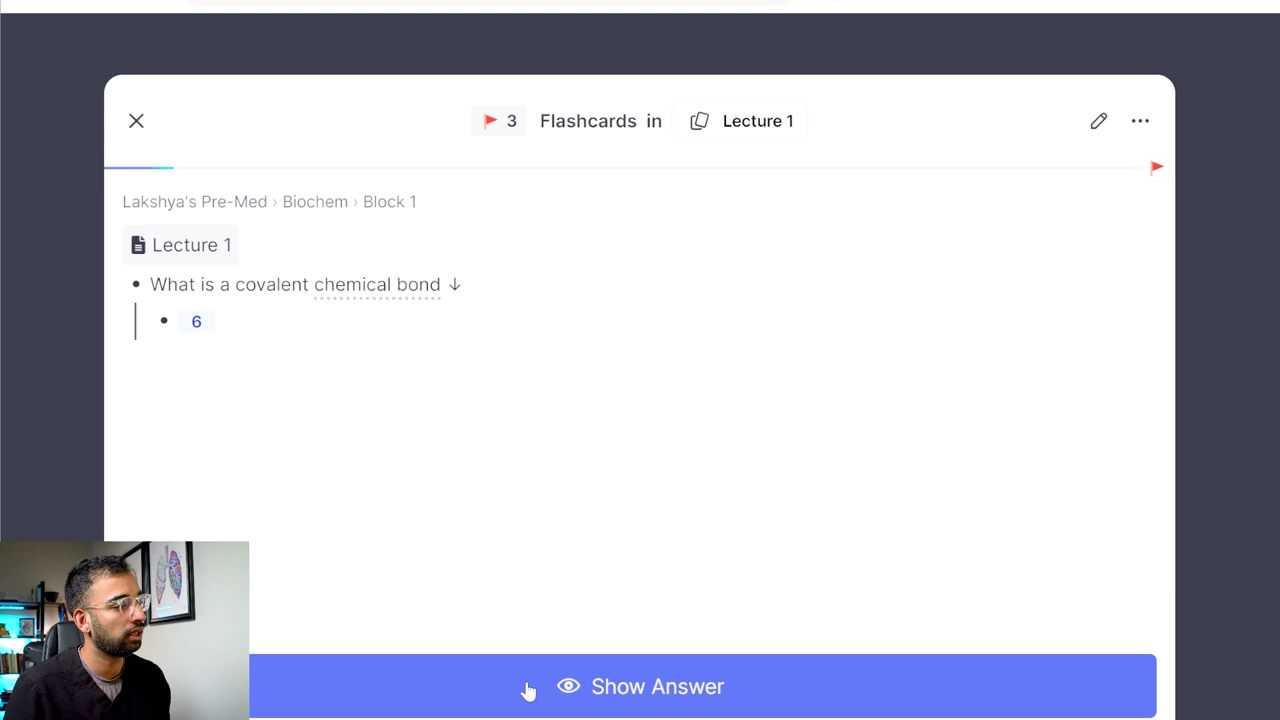 3 Flashcards in Lecture 1
Lakshya's Pre-Med › Biochem › Block 1
Lecture 1
• What is a covalent chemical bond ↓
• 6
Show Answer